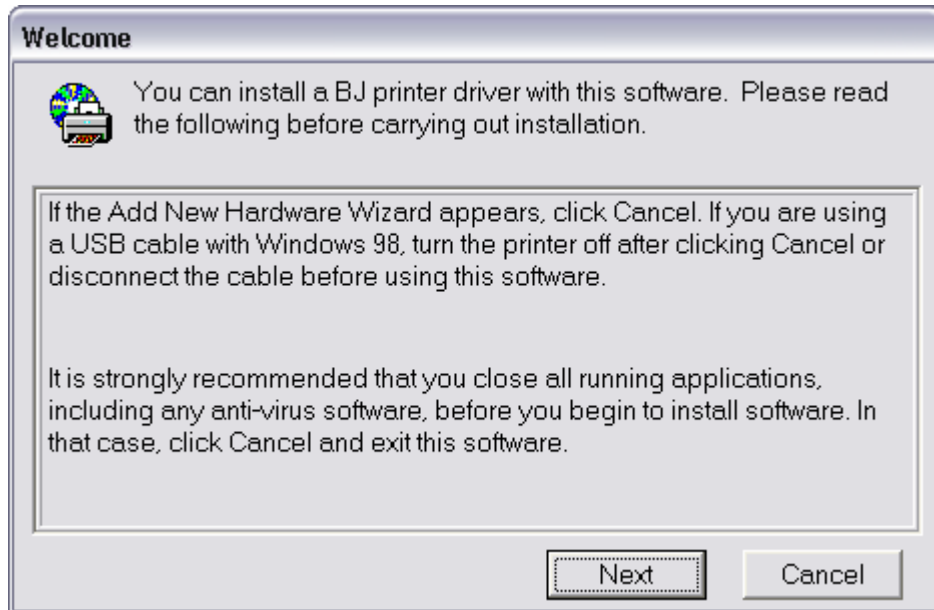 Welcome
You can install a BJ printer driver with this software.  Please read
the following before carrying out installation.
If the Add New Hardware Wizard appears, click Cancel. If you are using
a USB cable with Windows 98, turn the printer off after clicking Cancel or
disconnect the cable before using this software.
It is strongly recommended that you close all running applications,
including any anti-virus software, before you begin to install software. In
that case, click Cancel and exit this software.
Next
Cancel